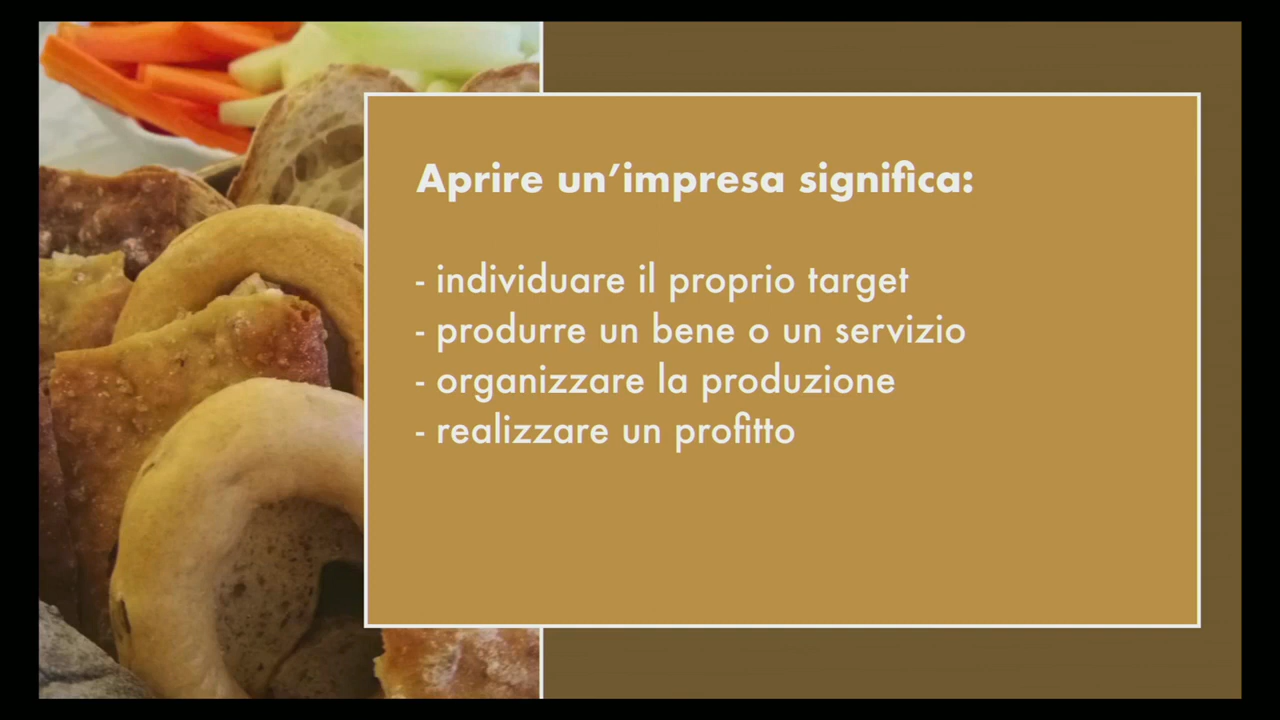 Aprire un’impresa significa:
- individuare il proprio target
- produrre un bene o un servizio
- organizzare la produzione
- realizzare un profitto